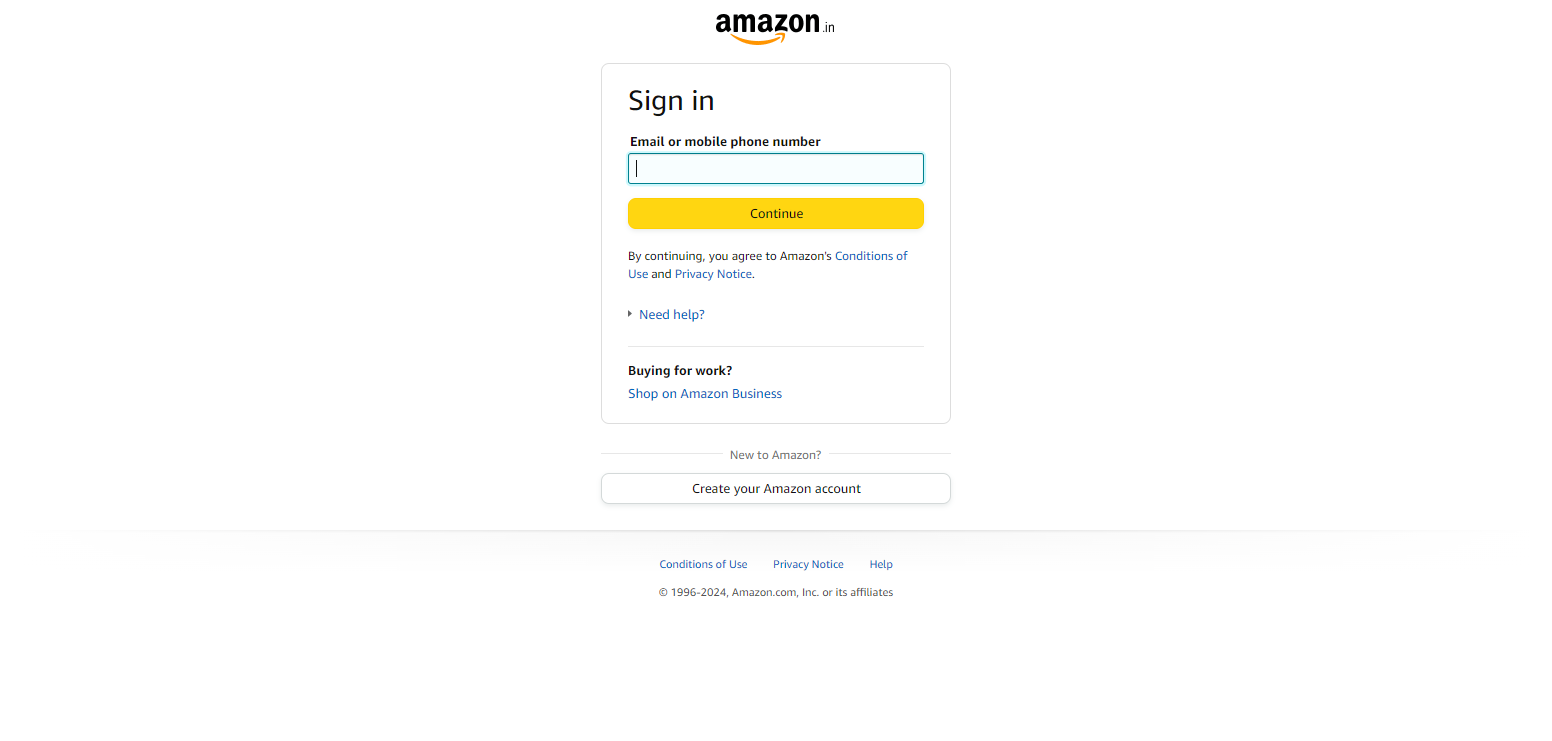 amazon.in
Sign in
Email or mobile phone number
Continue
By continuing, you agree to Amazon's Conditions of
Use and Privacy Notice.
Need help?
Buying for work?
Shop on Amazon Business
New to Amazon?
Create your Amazon account
Conditions of Use Privacy Notice Help
© 1996-2024, Amazon.com, Inc. or its affiliates